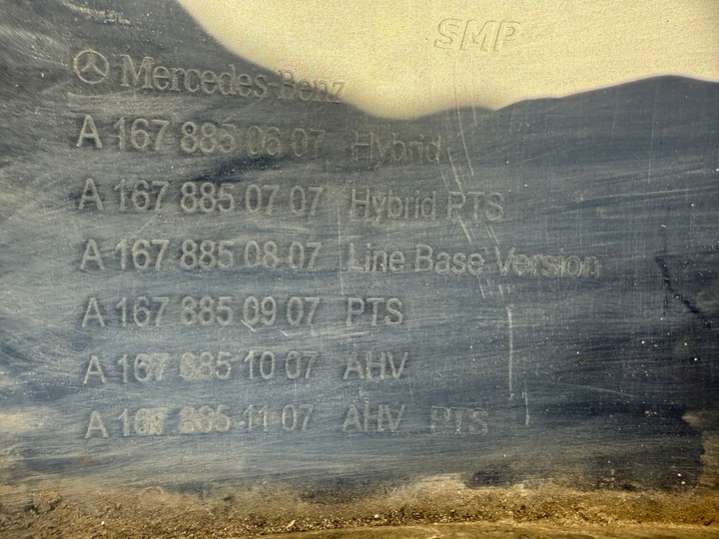 SMP
Mercedes-Benz
A 167 885 06 07 Hybrid
A 167 885 07 07 Hybrid PTS
A 167 885 08 07 Line Base Version
A 167 885 09 07 PTS
A 167 885 10 07 AHV
A 167 885 11 07 AHV PTS